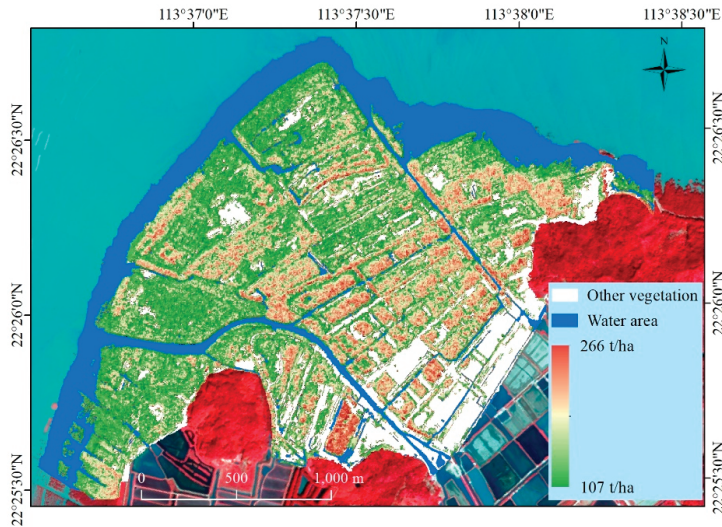 113°37'0"E 113°37'30"E 113°38'0"E 113°38'30"E
N
22°26'30"N 22°26'30"N
22°26'0"N 22°26'0"N
22°25'30"N 22°25'30"N
Other vegetation
Water area
266 t/ha
107 t/ha
0 500 1,000 m